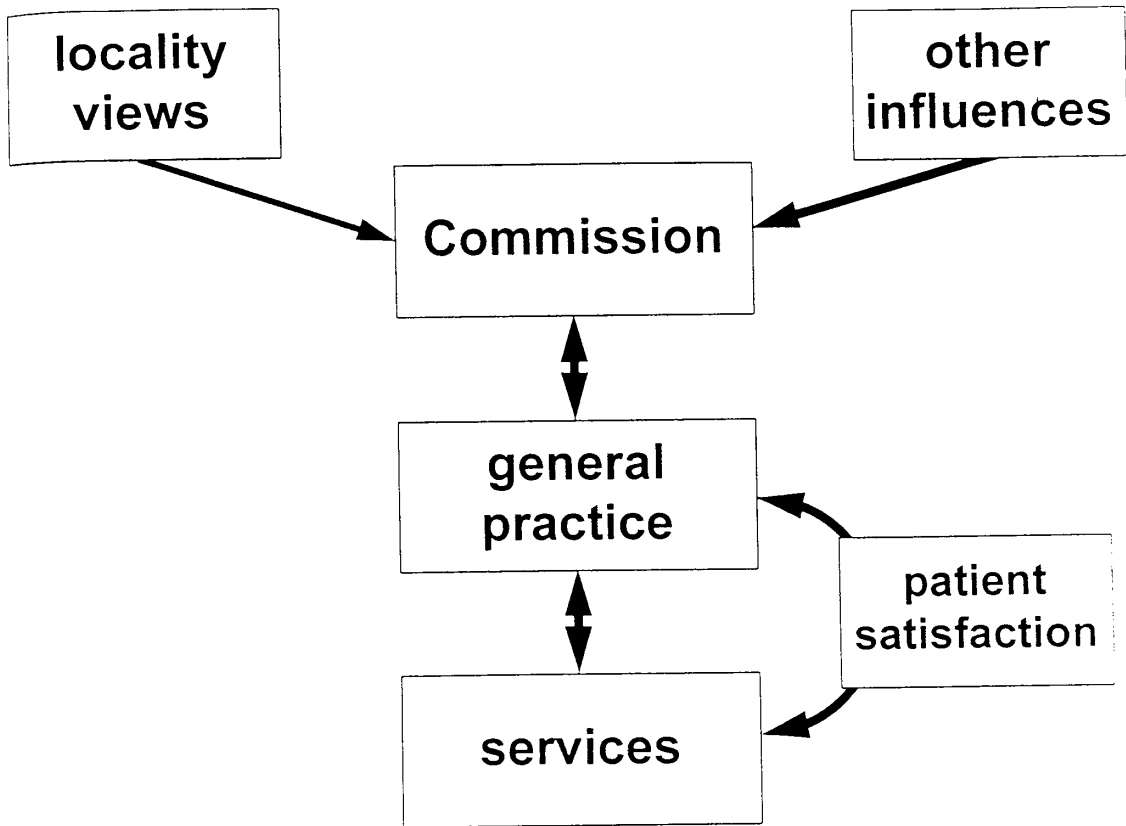 locality
views
other
influences
Commission
general
practice
patient
satisfaction
services